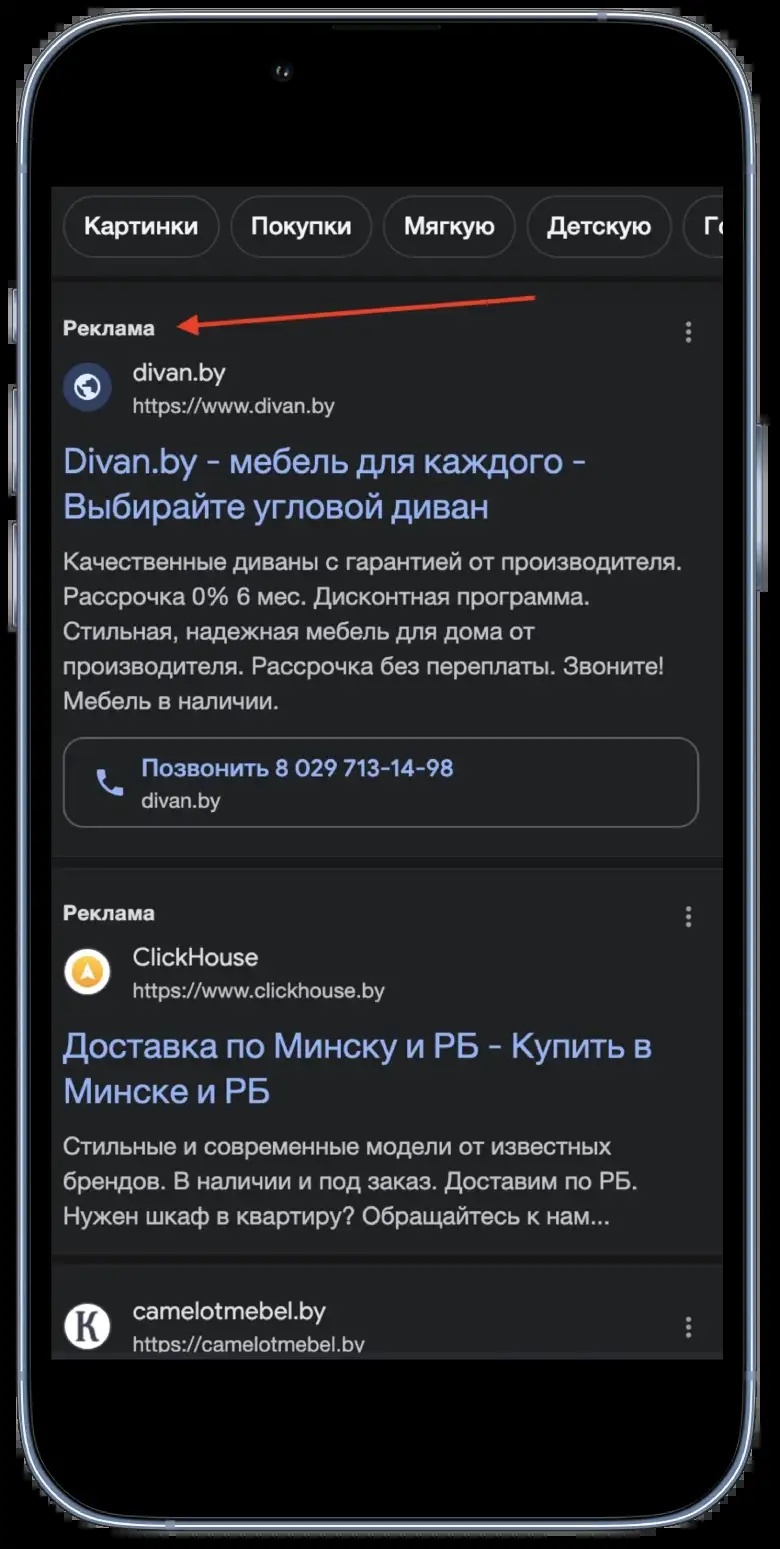 Картинки
Покупки
Мягкую
Детскую
Реклама
divan.by
https://www.divan.by
Divan.by - мебель для каждого -
Выбирайте угловой диван
Качественные диваны с гарантией от производителя.
Рассрочка 0% 6 мес. Дисконтная программа.
Стильная, надежная мебель для дома от
производителя. Рассрочка без переплаты. Звоните!
Мебель в наличии.
Позвонить 8 029 713-14-98
divan.by
Реклама
ClickHouse
https://www.clickhouse.by
Доставка по Минску и РБ - Купить в
Минске и РБ
Стильные и современные модели от известных
брендов. В наличии и под заказ. Доставим по РБ.
Нужен шкаф в квартиру? Обращайтесь к нам...
K
camelotmebel.by
https://camelotmebel.by